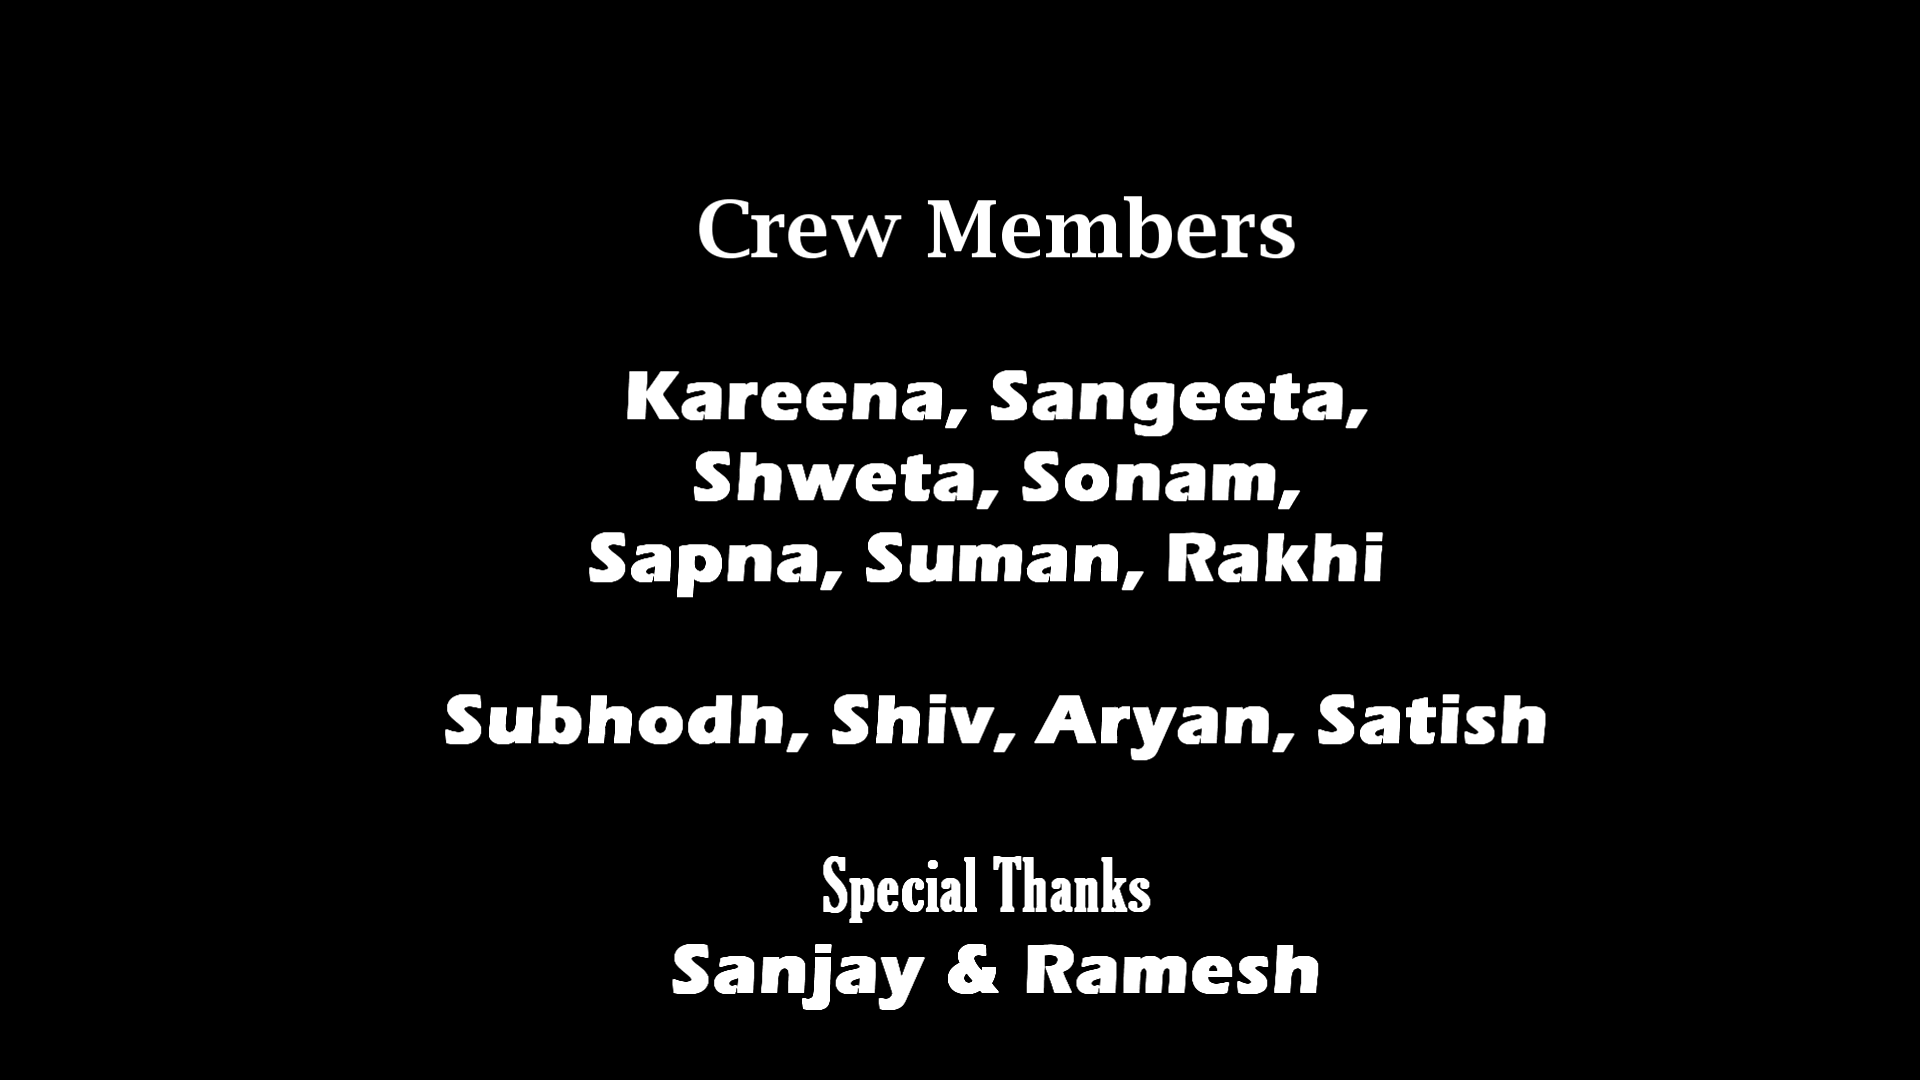 Crew Members
Kareena, Sangeeta,
Shweta, Sonam,
Sapna, Suman, Rakhi
Subhodh, Shiv, Aryan, Satish
Special Thanks
Sanjay & Ramesh